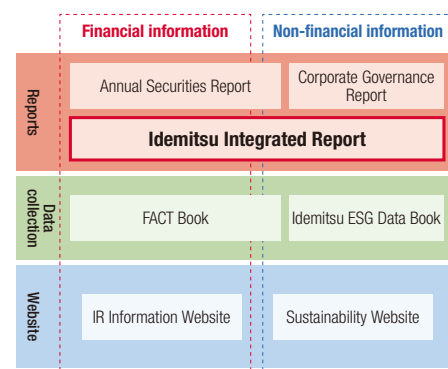 Financial information
Non-financial information
Reports
Annual Securities Report
Corporate Governance
Report
Idemitsu Integrated Report
Data
collection
FACT Book
Idemitsu ESG Data Book
Website
IR Information Website
Sustainability Website